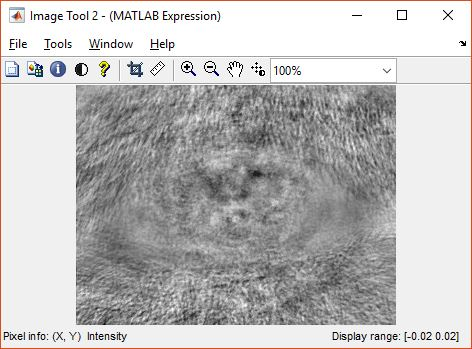 Image Tool 2 - (MATLAB Expression)
File Tools Window Help
100%
Pixel info: (X, Y) Intensity
Display range: [-0.02 0.02]